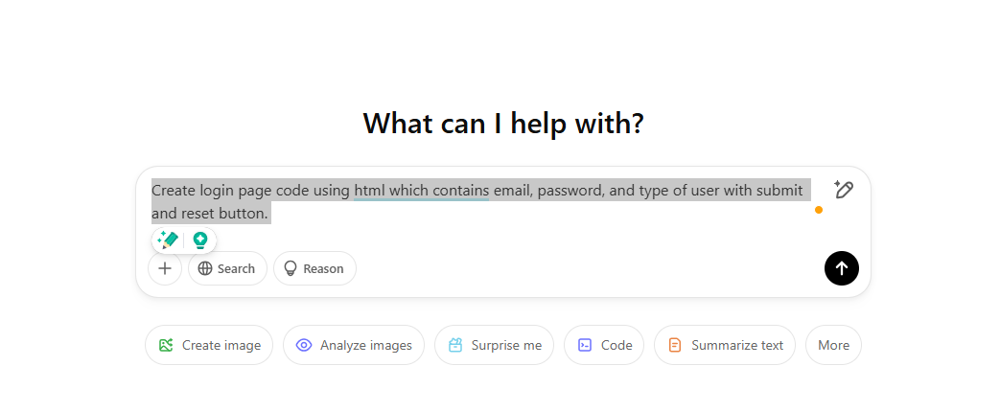 What can I help with?
Create login page code using html which contains email, password, and type of user with submit
and reset button.
Search Reason
Create image Analyze images Surprise me Code Summarize text More